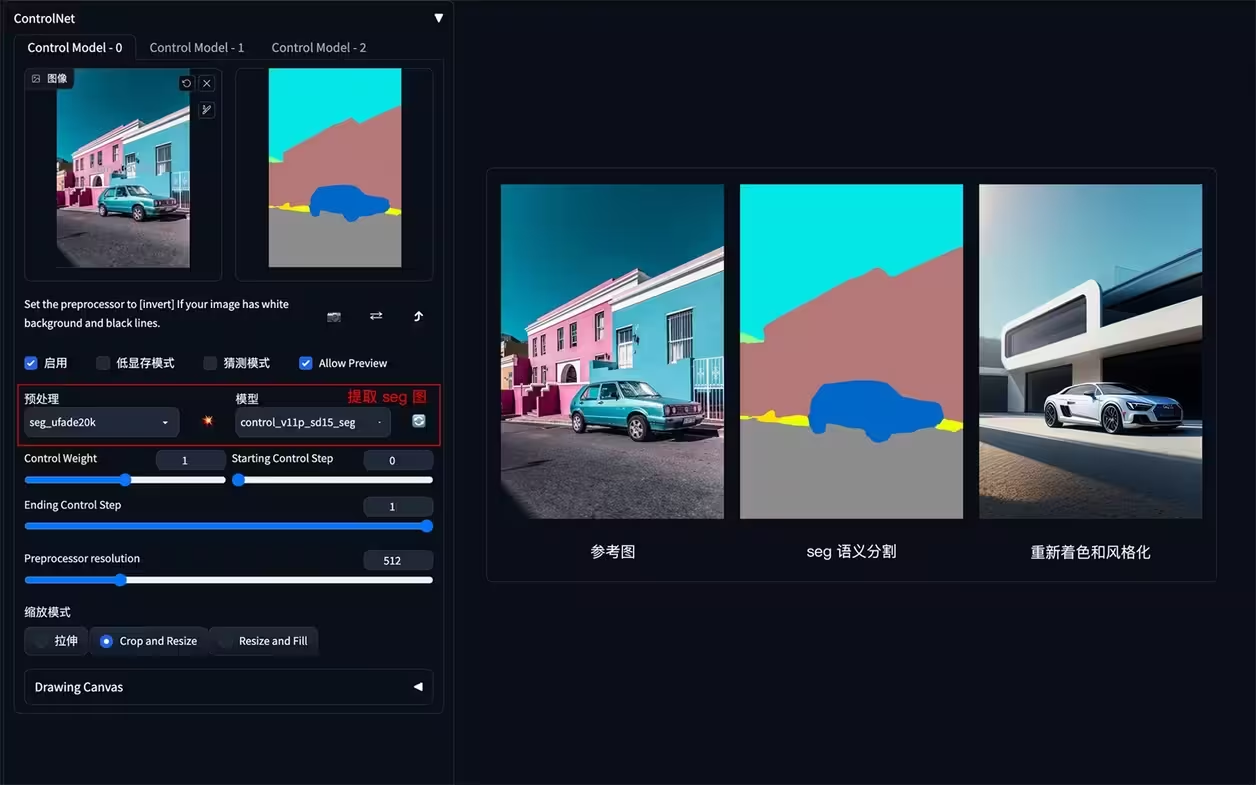 ControlNet
Control Model - 0
Control Model - 1
Control Model - 2
图像
Set the preprocessor to [invert] If your image has white
background and black lines.
启用
低显存模式
猜测模式
Allow Preview
预处理
模型
提取 seg 图
seg_ufade20k
control_v11p_sd15_seg
Control Weight
1
Starting Control Step
0
Ending Control Step
1
Preprocessor resolution
512
缩放模式
拉伸
Crop and Resize
Resize and Fill
Drawing Canvas
参考图
seg 语义分割
重新着色和风格化